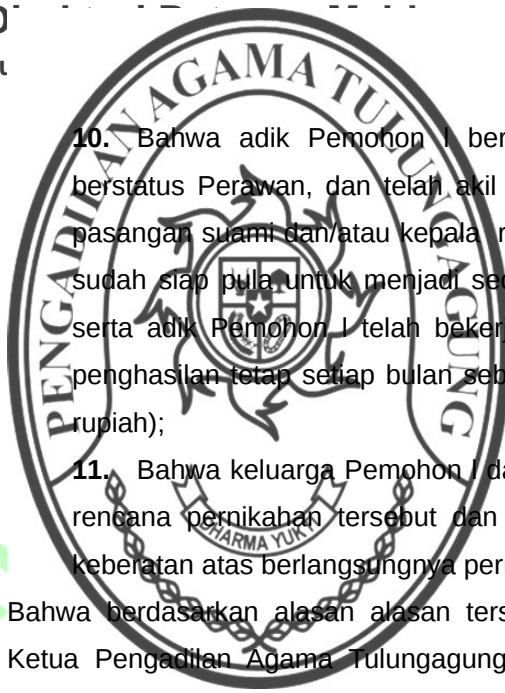 PENGADILAN AGAMA TULUNGAGUNG
10. Bahwa adik Pemohon I ber
berstatus Perawan, dan telah akil
pasangan suami dan/atau kepala r
sudah siap pula untuk menjadi
serta adik Pemohon I telah bekerj
penghasilan tetap setiap bulan seb
rupiah);
11. Bahwa keluarga Pemohon I da
rencana pernikahan tersebut dan
DHARMA YUKTI
keberatan atas berlangsungnya per
Bahwa berdasarkan alasan alasan ters
Ketua Pengadilan Agama Tulungagung